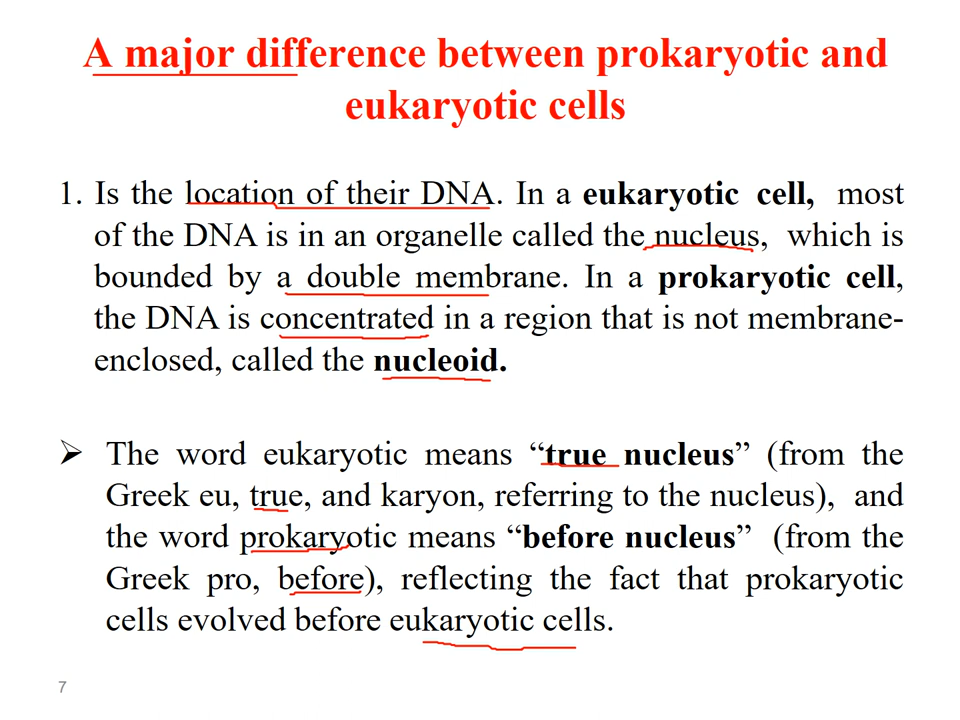 A major difference between prokaryotic and
eukaryotic cells
1. Is the location of their DNA. In a eukaryotic cell, most
of the DNA is in an organelle called the nucleus, which is
bounded by a double membrane. In a prokaryotic cell,
the DNA is concentrated in a region that is not membrane-
enclosed, called the nucleoid.
➢ The word eukaryotic means “true nucleus” (from the
Greek eu, true, and karyon, referring to the nucleus), and
the word prokaryotic means “before nucleus” (from the
Greek pro, before), reflecting the fact that prokaryotic
cells evolved before eukaryotic cells.
7